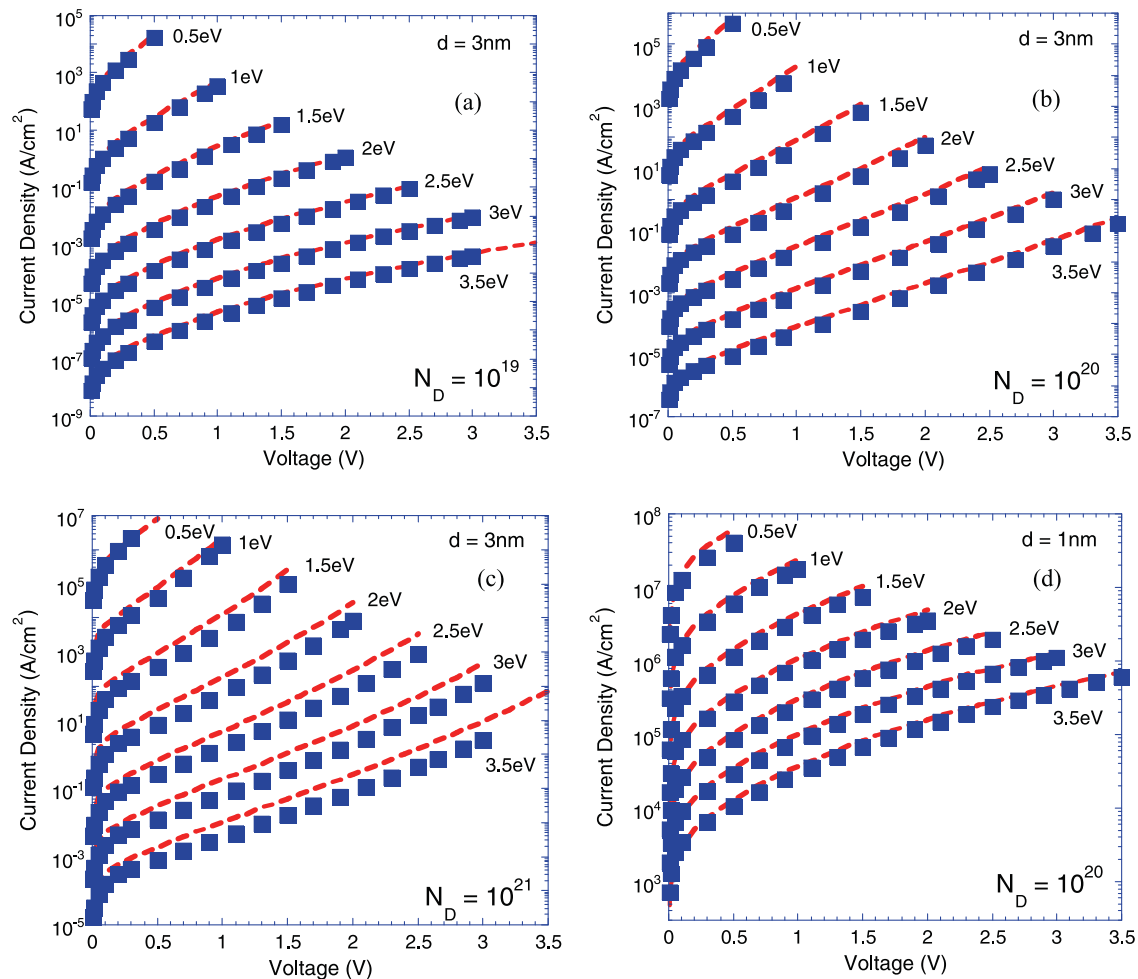 10^5
10^3
10^1
10^-1
10^-3
10^-5
10^-7
10^-9
Current Density (A/cm^2)
0.5eV
d = 3nm
1eV
(a)
1.5eV
2eV
2.5eV
3eV
3.5eV
N_D = 10^19
0 0.5 1 1.5 2 2.5 3 3.5
Voltage (V)
10^5
10^3
10^1
10^-1
10^-3
10^-5
10^-7
Current Density (A/cm^2)
0.5eV
d = 3nm
1eV
(b)
1.5eV
2eV
2.5eV
3eV
3.5eV
N_D = 10^20
0 0.5 1 1.5 2 2.5 3 3.5
Voltage (V)
10^7
10^5
10^3
10^1
10^-1
10^-3
10^-5
Current Density (A/cm^2)
0.5eV
d = 3nm
1eV
(c)
1.5eV
2eV
2.5eV
3eV
3.5eV
N_D = 10^21
0 0.5 1 1.5 2 2.5 3 3.5
Voltage (V)
10^8
10^7
10^6
10^5
10^4
10^3
Current Density (A/cm^2)
0.5eV
d = 1nm
1eV
(d)
1.5eV
2eV
2.5eV
3eV
3.5eV
N_D = 10^20
0 0.5 1 1.5 2 2.5 3 3.5
Voltage (V)